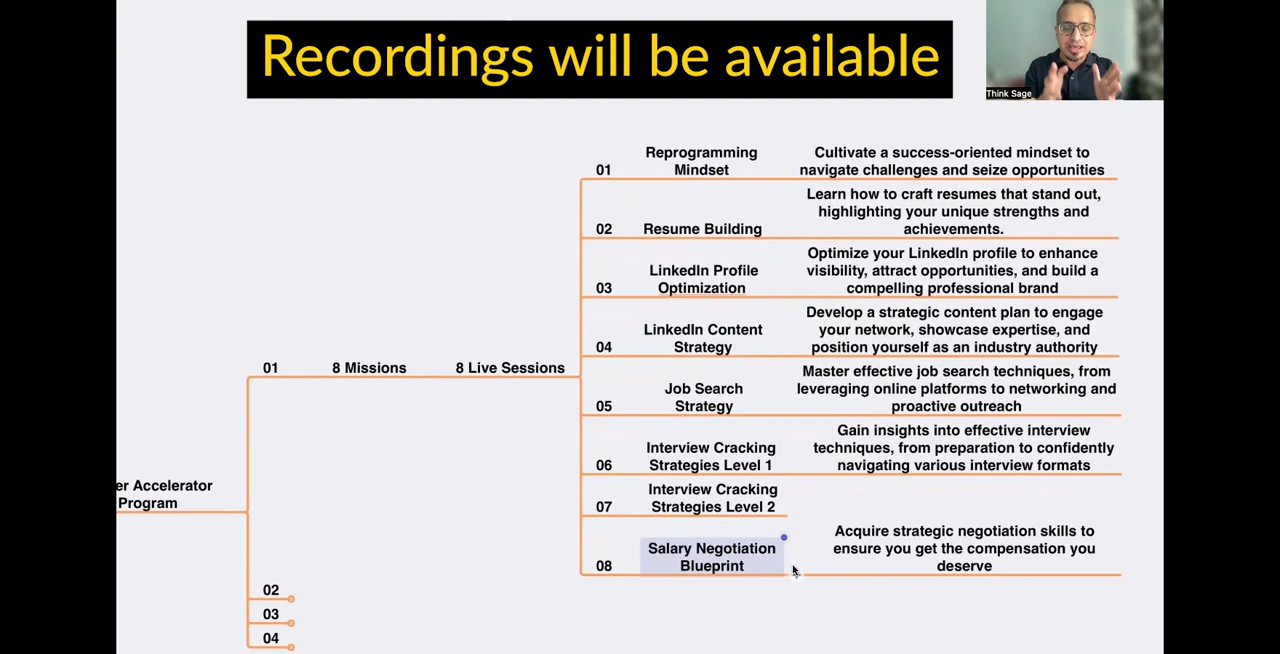 Recordings will be available
Think Sage
01
Reprogramming
Mindset
Cultivate a success-oriented mindset to
navigate challenges and seize opportunities
02
Resume Building
Learn how to craft resumes that stand out,
highlighting your unique strengths and
achievements.
03
LinkedIn Profile
Optimization
Optimize your LinkedIn profile to enhance
visibility, attract opportunities, and build a
compelling professional brand
04
LinkedIn Content
Strategy
Develop a strategic content plan to engage
your network, showcase expertise, and
position yourself as an industry authority
01
8 Missions
8 Live Sessions
05
Job Search
Strategy
Master effective job search techniques, from
leveraging online platforms to networking and
proactive outreach
06
Interview Cracking
Strategies Level 1
Gain insights into effective interview
techniques, from preparation to confidently
navigating various interview formats
er Accelerator
Program
07
Interview Cracking
Strategies Level 2
08
Salary Negotiation
Blueprint
Acquire strategic negotiation skills to
ensure you get the compensation you
deserve
02
03
04